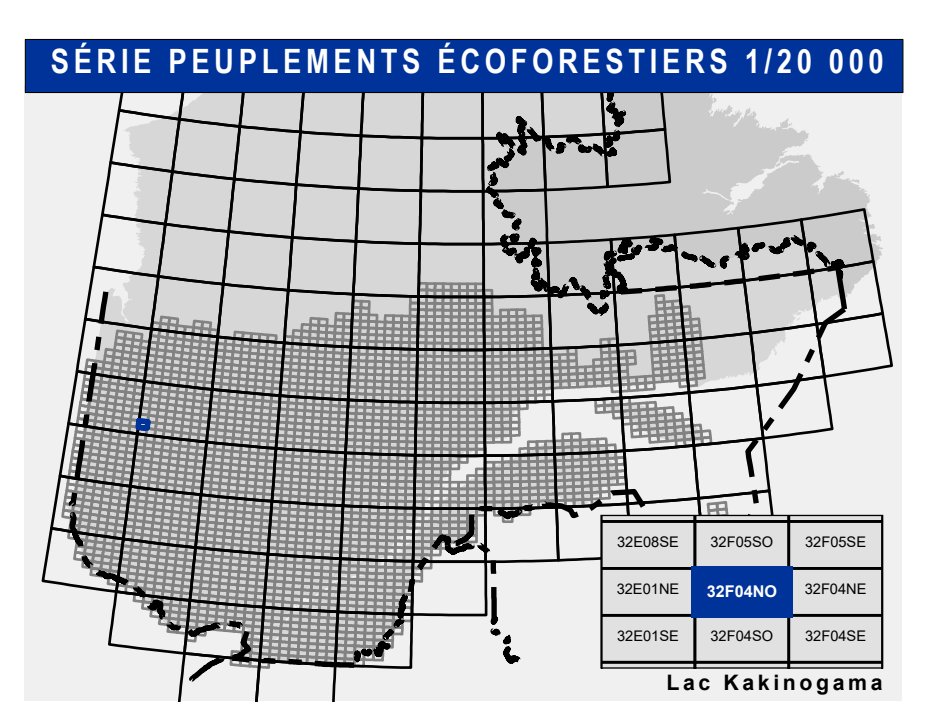 SÉRIE PEUPLEMENTS ÉCOFORESTIERS 1/20 000
32E08SE 32F05SO 32F05SE
32E01NE 32F04NO 32F04NE
32E01SE 32F04SO 32F04SE
Lac Kakinogama